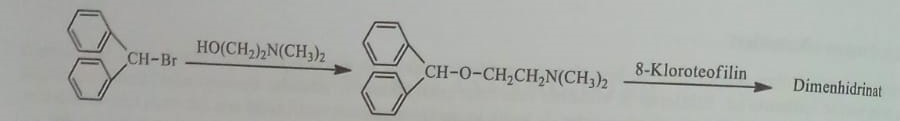 CH-Br
HO(CH₂)₂N(CH₃)₂
CH-O-CH₂CH₂N(CH₃)₂
8-Kloroteofilin
Dimenhidrinat